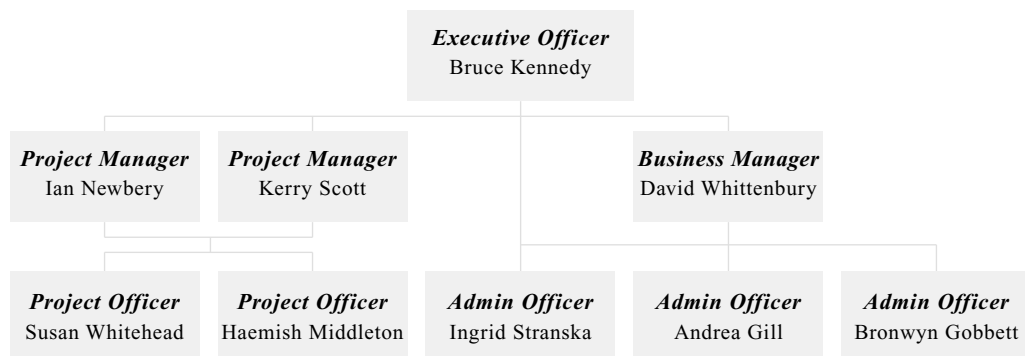 Executive Officer
Bruce Kennedy
Project Manager
Ian Newbery
Project Manager
Kerry Scott
Business Manager
David Whittenbury
Project Officer
Susan Whitehead
Project Officer
Haemish Middleton
Admin Officer
Ingrid Stranska
Admin Officer
Andrea Gill
Admin Officer
Bronwyn Gobbett